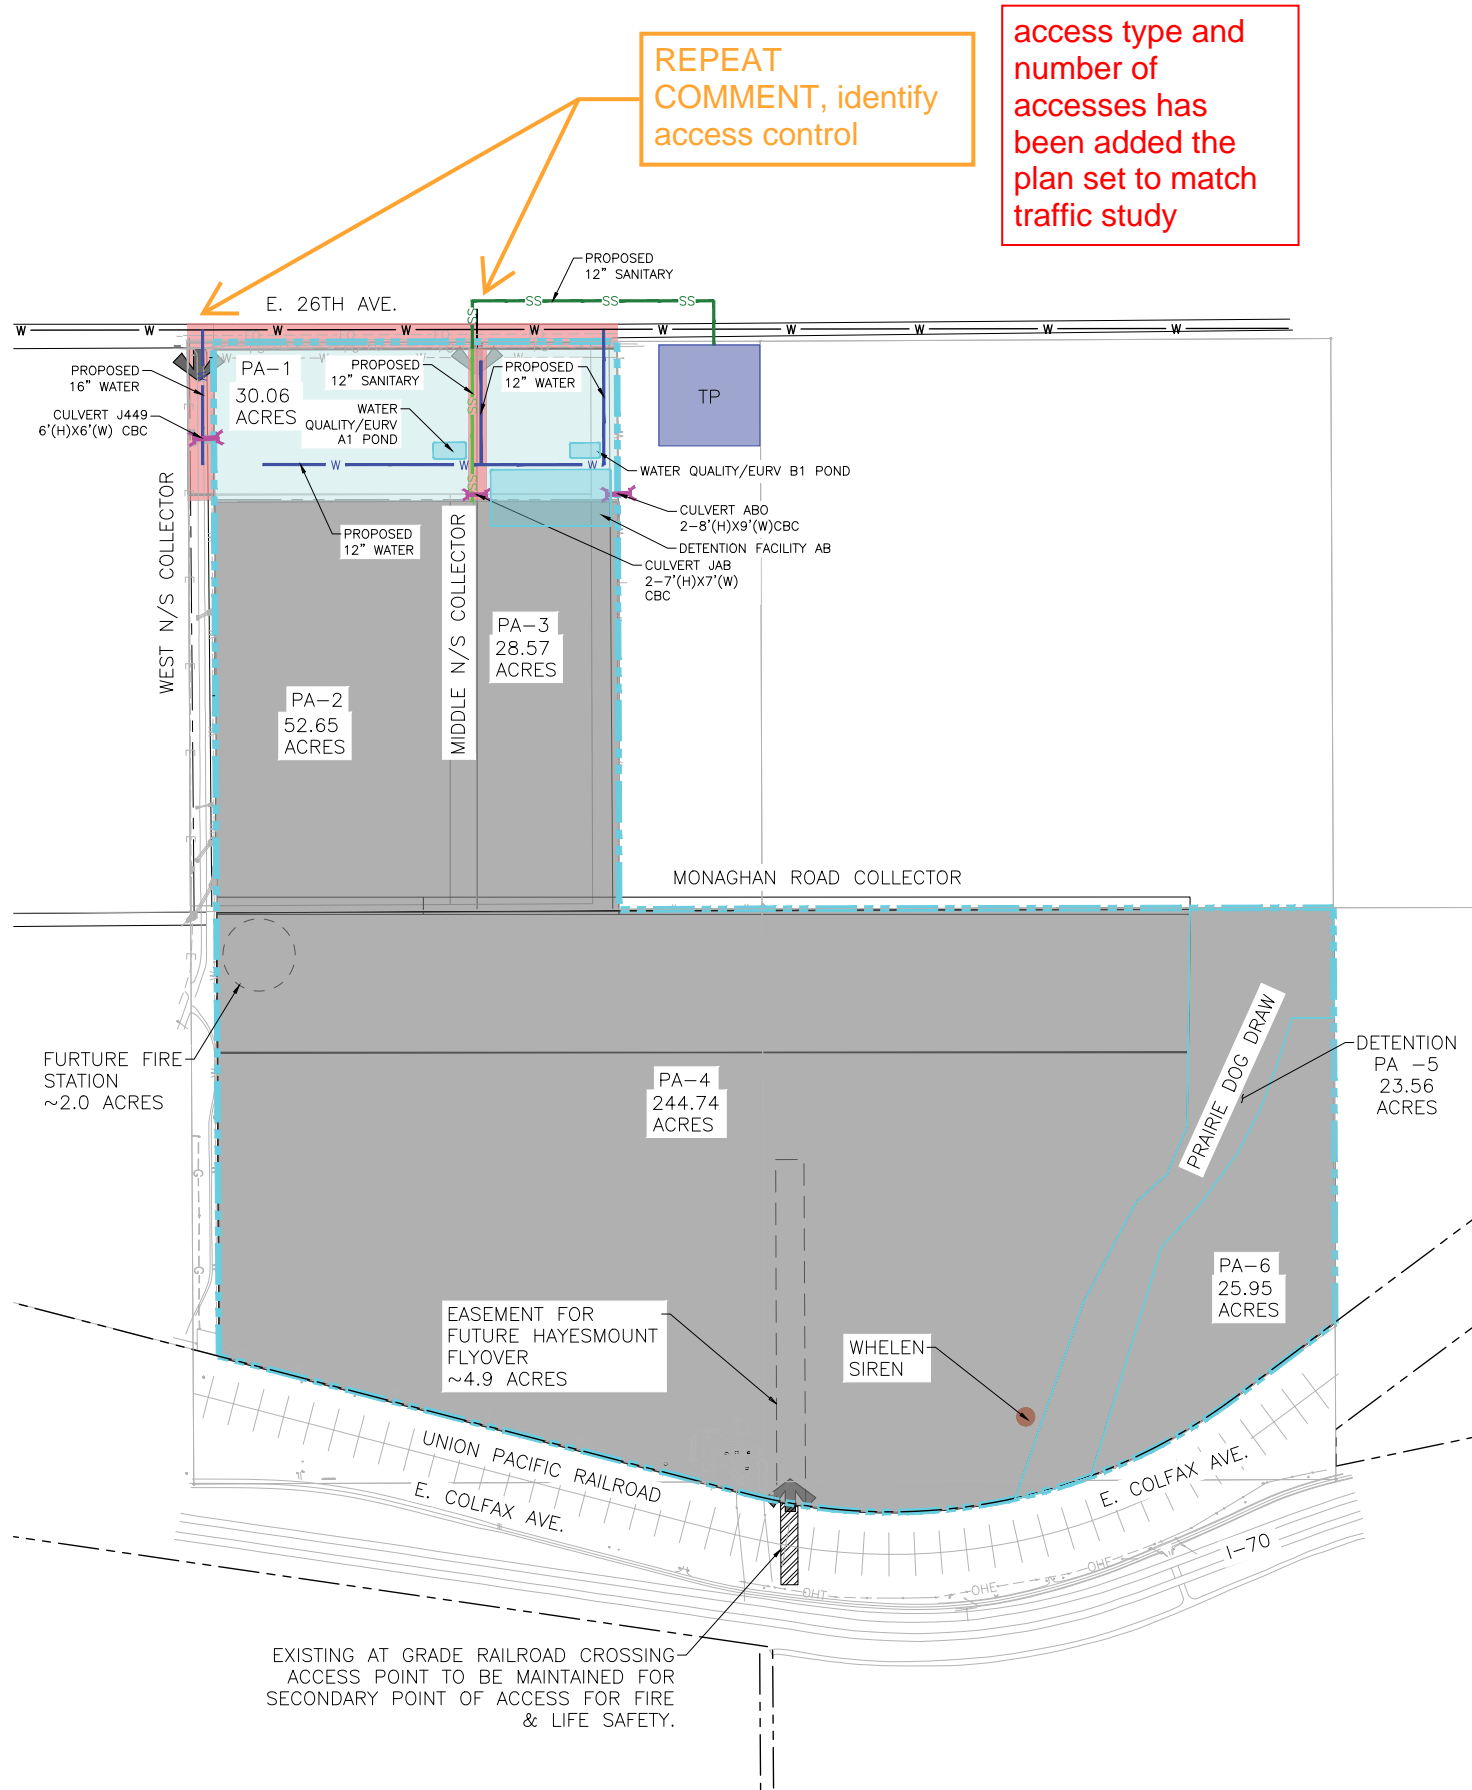 REPEAT
COMMENT, identify
access control
access type and
number of
accesses has
been added the
plan set to match
traffic study
PROPOSED
12" SANITARY
SS SS SS
E. 26TH AVE.
W W W W W W W W W W
PROPOSED
16" WATER
CULVERT J449
6'(H)X6'(W) CBC
PA-1
30.06
ACRES
PROPOSED
12" SANITARY
PROPOSED
12" WATER
WATER
QUALITY/EURV
A1 POND
TP
W W W
WATER QUALITY/EURV B1 POND
CULVERT ABO
2-8'(H)X9'(W)CBC
DETENTION FACILITY AB
CULVERT JAB
2-7'(H)X7'(W)
CBC
PROPOSED
12" WATER
WEST N/S COLLECTOR
MIDDLE N/S COLLECTOR
PA-3
28.57
ACRES
PA-2
52.65
ACRES
MONAGHAN ROAD COLLECTOR
FURTURE FIRE
STATION
~2.0 ACRES
PA-4
244.74
ACRES
PRAIRIE DOG DRAW
DETENTION
PA -5
23.56
ACRES
PA-6
25.95
ACRES
EASEMENT FOR
FUTURE HAYESMOUNT
FLYOVER
~4.9 ACRES
WHELEN
SIREN
UNION PACIFIC RAILROAD
E. COLFAX AVE.
E. COLFAX AVE.
I-70
OHT
OHE
OHE
EXISTING AT GRADE RAILROAD CROSSING
ACCESS POINT TO BE MAINTAINED FOR
SECONDARY POINT OF ACCESS FOR FIRE
& LIFE SAFETY.